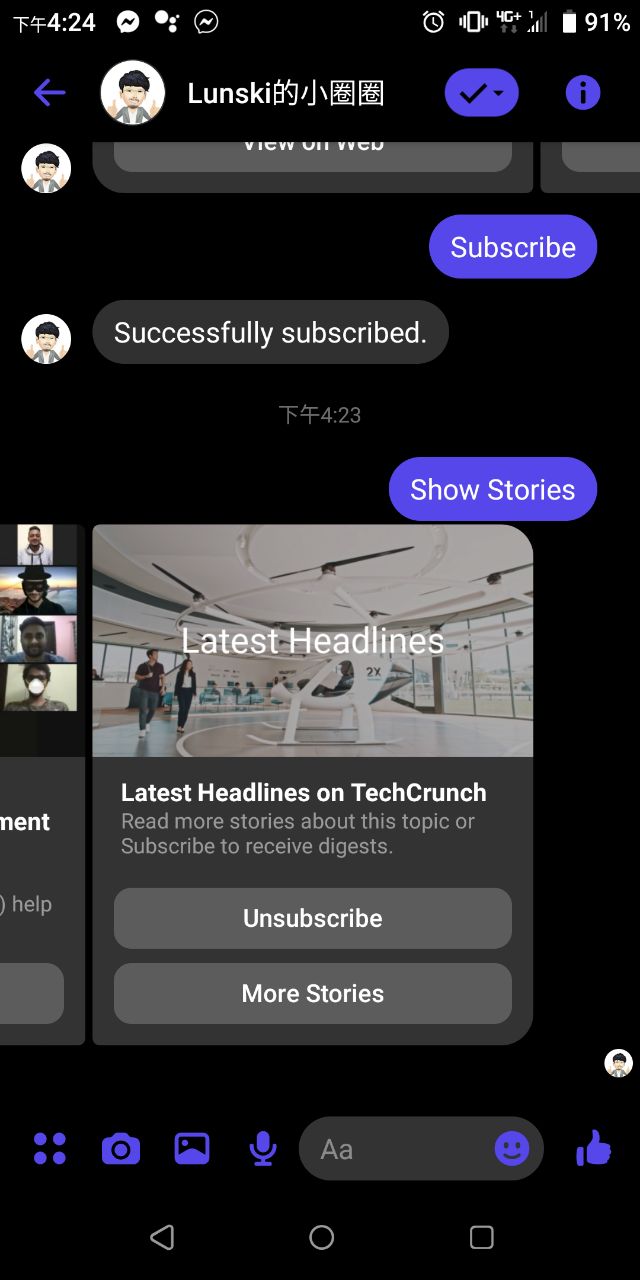 下午4:24
4G+
1
91%
Lunski的小圈圈
View on Web
Subscribe
Successfully subscribed.
下午4:23
Show Stories
Latest Headlines
2X
ment
Latest Headlines on TechCrunch
Read more stories about this topic or
Subscribe to receive digests.
) help
Unsubscribe
More Stories
Aa